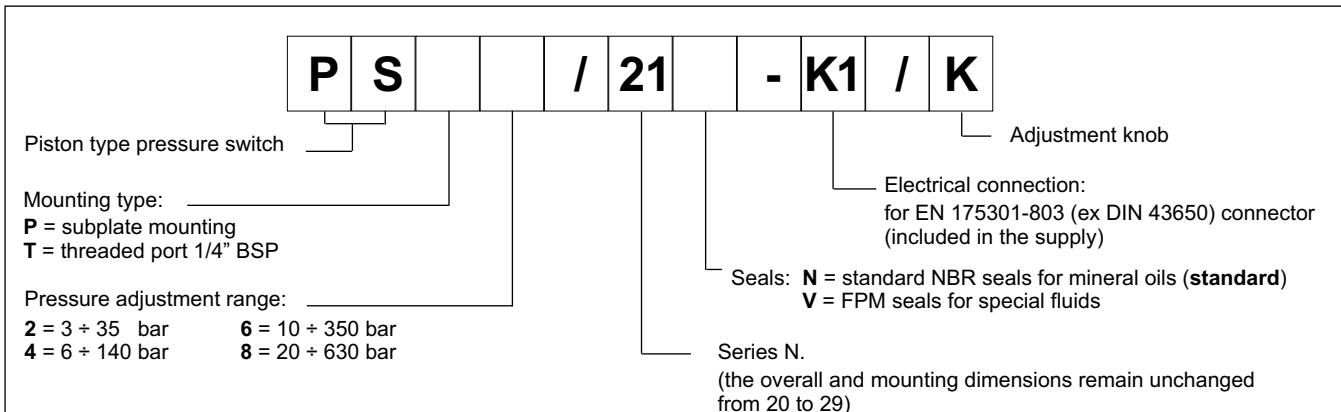 P S / 21 - K1 / K
Piston type pressure switch
Adjustment knob
Mounting type:
P = subplate mounting
T = threaded port 1/4" BSP
Electrical connection:
for EN 175301-803 (ex DIN 43650) connector
(included in the supply)
Seals: N = standard NBR seals for mineral oils (standard)
V = FPM seals for special fluids
Pressure adjustment range:
2 = 3 ÷ 35 bar 6 = 10 ÷ 350 bar
4 = 6 ÷ 140 bar 8 = 20 ÷ 630 bar
Series N.
(the overall and mounting dimensions remain unchanged
from 20 to 29)